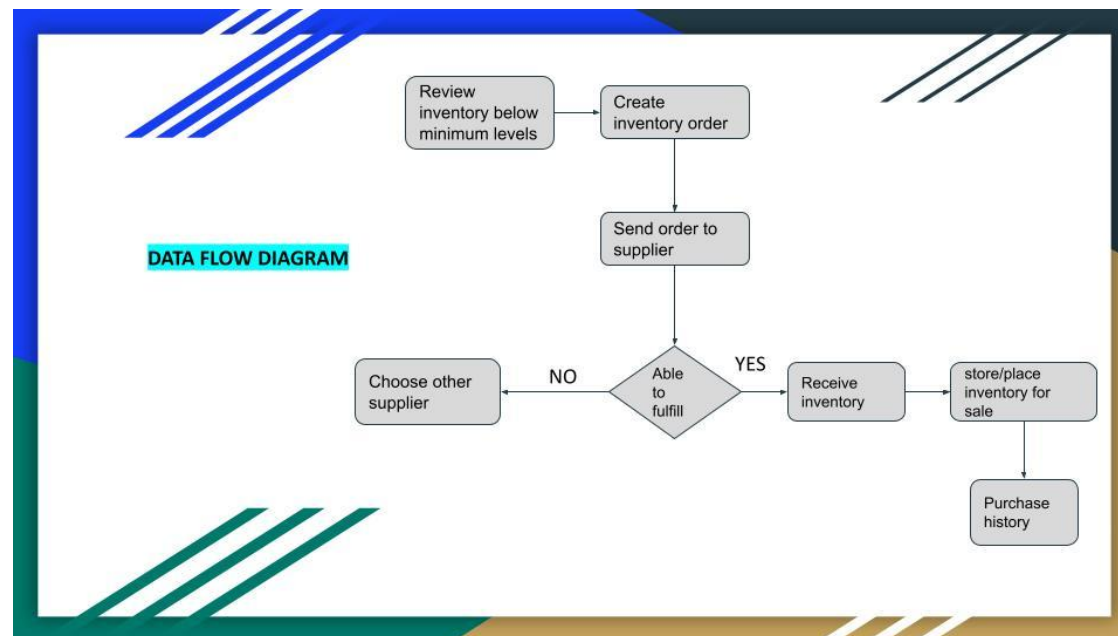 Review
inventory below
minimum levels
Create
inventory order
Send order to
supplier
DATA FLOW DIAGRAM
Able
to
fulfill
NO
Choose other
supplier
YES
Receive
inventory
store/place
inventory for
sale
Purchase
history